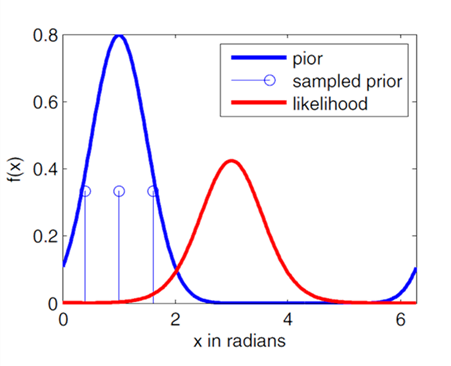 0.8
0.6
0.4
0.2
0
f(x)
pior
sampled prior
likelihood
0 2 4 6
x in radians